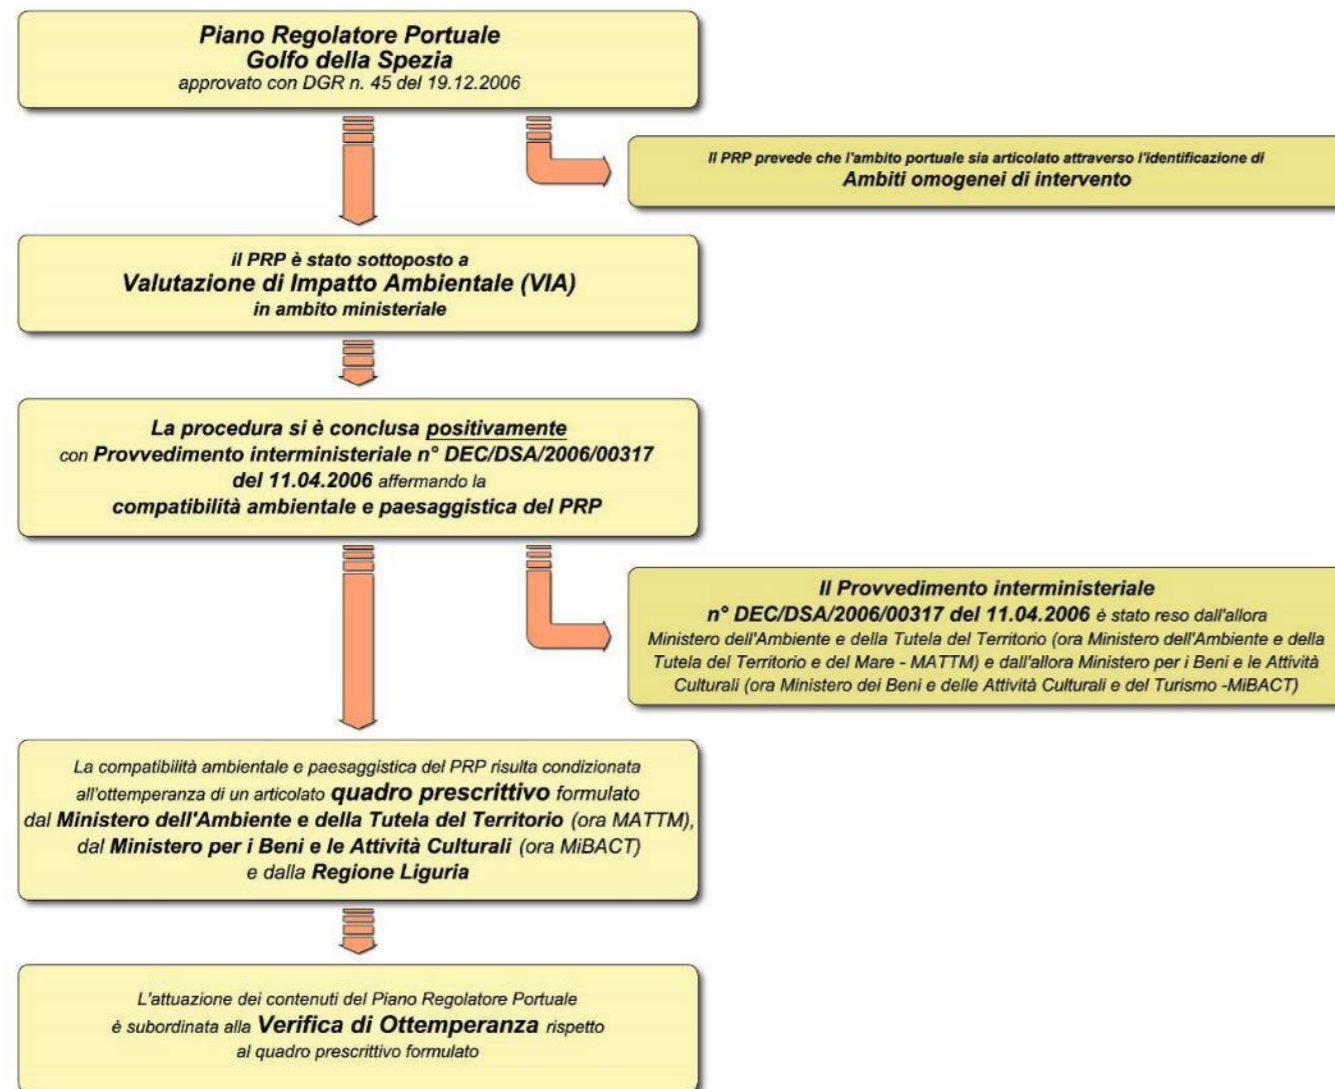 Piano Regolatore Portuale
Golfo della Spezia
approvato con DGR n. 45 del 19.12.2006
Il PRP prevede che l'ambito portuale sia articolato attraverso l'identificazione di
Ambiti omogenei di intervento
il PRP è stato sottoposto a
Valutazione di Impatto Ambientale (VIA)
in ambito ministeriale
La procedura si è conclusa positivamente
con Provvedimento interministeriale n° DEC/DSA/2006/00317
del 11.04.2006 affermando la
compatibilità ambientale e paesaggistica del PRP
Il Provvedimento interministeriale
n° DEC/DSA/2006/00317 del 11.04.2006 è stato reso dall'allora
Ministero dell'Ambiente e della Tutela del Territorio (ora Ministero dell'Ambiente e della
Tutela del Territorio e del Mare - MATTM) e dall'allora Ministero per i Beni e le Attività
Culturali (ora Ministero dei Beni e delle Attività Culturali e del Turismo -MiBACT)
La compatibilità ambientale e paesaggistica del PRP risulta condizionata
all'ottemperanza di un articolato quadro prescrittivo formulato
dal Ministero dell'Ambiente e della Tutela del Territorio (ora MATTM),
dal Ministero per i Beni e le Attività Culturali (ora MiBACT)
e dalla Regione Liguria
L'attuazione dei contenuti del Piano Regolatore Portuale
è subordinata alla Verifica di Ottemperanza rispetto
al quadro prescrittivo formulato